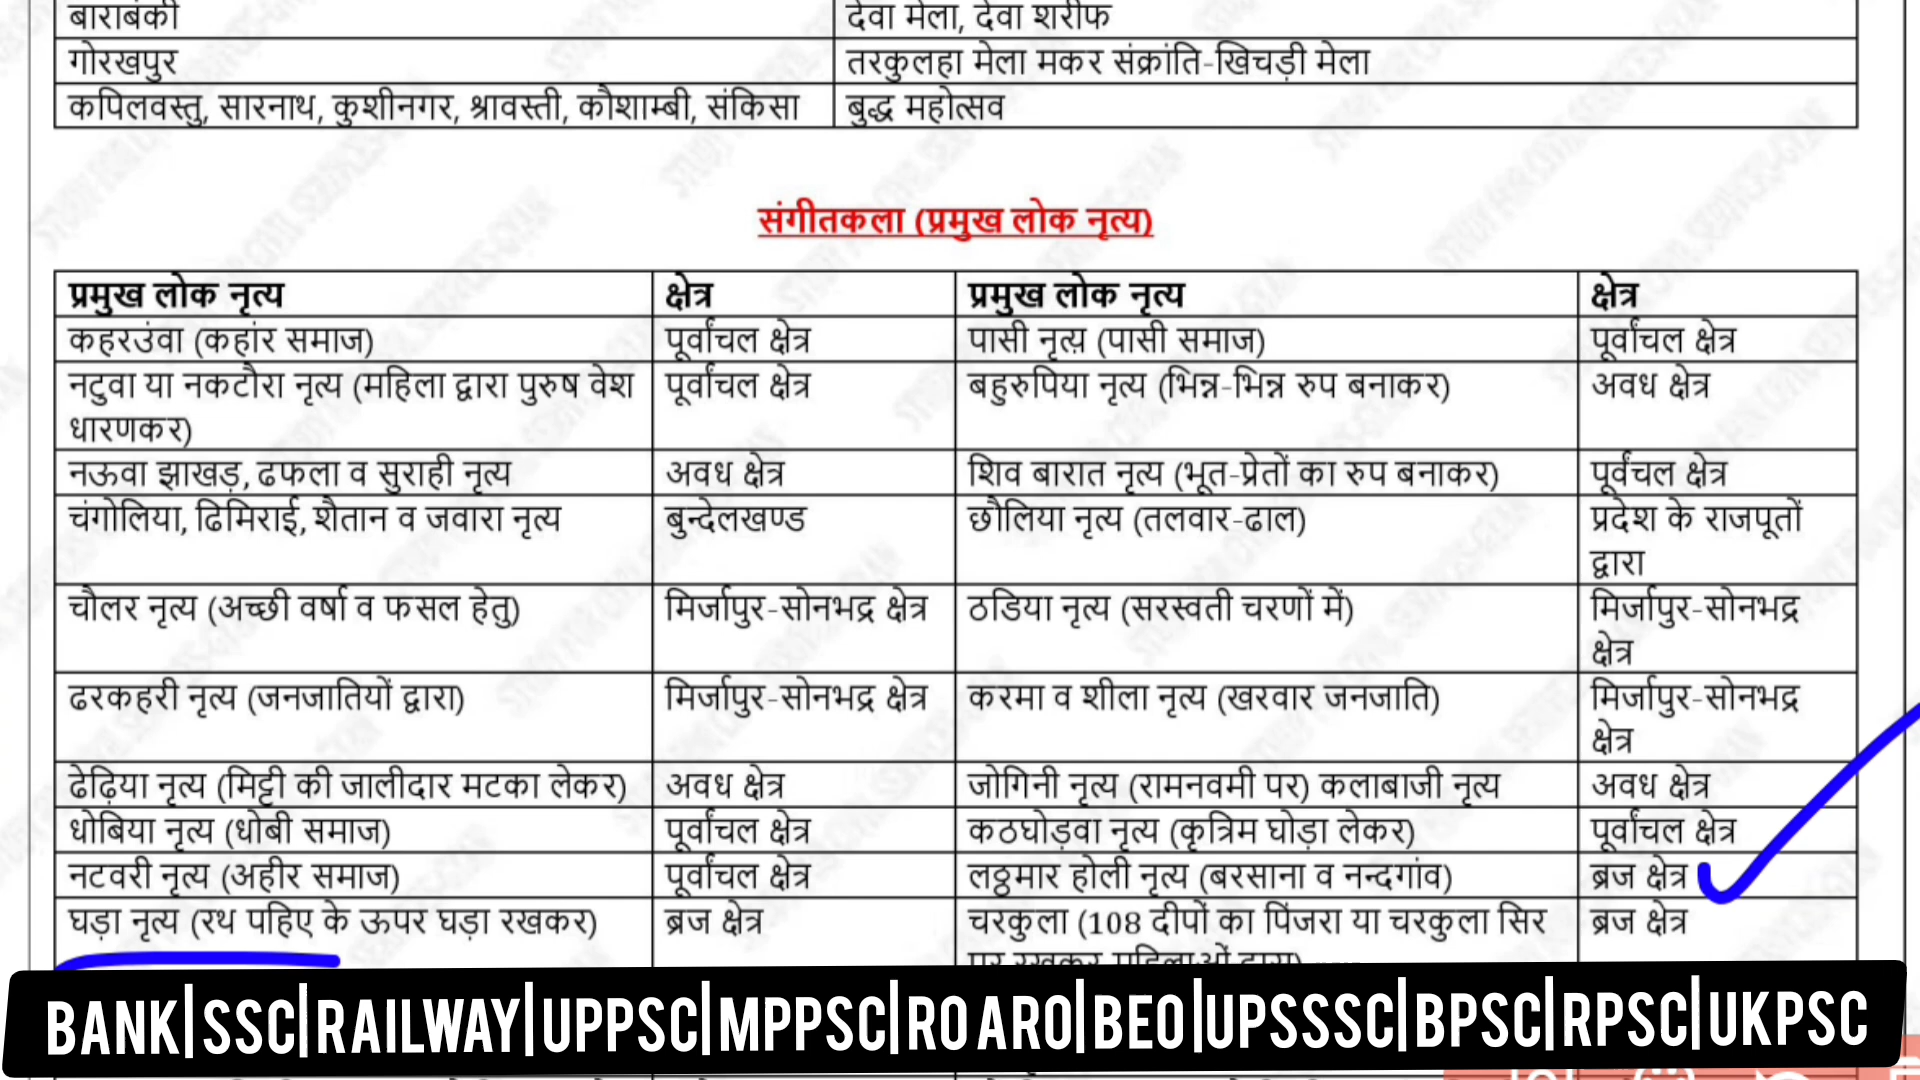 बाराबंकी देवा मेला, देवा शरीफ
गोरखपुर तरकुलहा मेला मकर संक्रांति-खिचड़ी मेला
कपिलवस्तु, सारनाथ, कुशीनगर, श्रावस्ती, कौशाम्बी, संकिसा बुद्ध महोत्सव
संगीतकला (प्रमुख लोक नृत्य)
प्रमुख लोक नृत्य क्षेत्र प्रमुख लोक नृत्य क्षेत्र
कहरउंवा (कहांर समाज) पूर्वांचल क्षेत्र पासी नृत्य़ (पासी समाज) पूर्वांचल क्षेत्र
नटुवा या नकटौरा नृत्य (महिला द्वारा पुरुष वेश पूर्वांचल क्षेत्र बहुरुपिया नृत्य (भिन्न-भिन्न रुप बनाकर) अवध क्षेत्र
धारणकर)
नऊवा झाखड़, ढफला व सुराही नृत्य अवध क्षेत्र शिव बारात नृत्य (भूत-प्रेतों का रुप बनाकर) पूर्वंचल क्षेत्र
चंगोलिया, ढिमिराई, शैतान व जवारा नृत्य बुन्देलखण्ड छौलिया नृत्य (तलवार-ढाल) प्रदेश के राजपूतों
द्वारा
चौलर नृत्य (अच्छी वर्षा व फसल हेतु) मिर्जापुर-सोनभद्र क्षेत्र ठडिया नृत्य (सरस्वती चरणों में) मिर्जापुर-सोनभद्र
क्षेत्र
ढरकहरी नृत्य (जनजातियों द्वारा) मिर्जापुर-सोनभद्र क्षेत्र करमा व शीला नृत्य (खरवार जनजाति) मिर्जापुर-सोनभद्र
क्षेत्र
ढेढ़िया नृत्य (मिट्टी की जालीदार मटका लेकर) अवध क्षेत्र जोगिनी नृत्य (रामनवमी पर) कलाबाजी नृत्य अवध क्षेत्र
धोबिया नृत्य (धोबी समाज) पूर्वांचल क्षेत्र कठघोड़वा नृत्य (कृत्रिम घोड़ा लेकर) पूर्वांचल क्षेत्र
नटवरी नृत्य (अहीर समाज) पूर्वांचल क्षेत्र लठ्ठमार होली नृत्य (बरसाना व नन्दगांव) ब्रज क्षेत्र
घड़ा नृत्य (रथ पहिए के ऊपर घड़ा रखकर) ब्रज क्षेत्र चरकुला (108 दीपों का पिंजरा या चरकुला सिर ब्रज क्षेत्र
पर रखकर महिलाओं द्वारा)
BANK|SSC|RAILWAY|UPPSC|MPPSC|RO ARO|BEO|UPSSSC|BPSC|RPSC|UKPSC